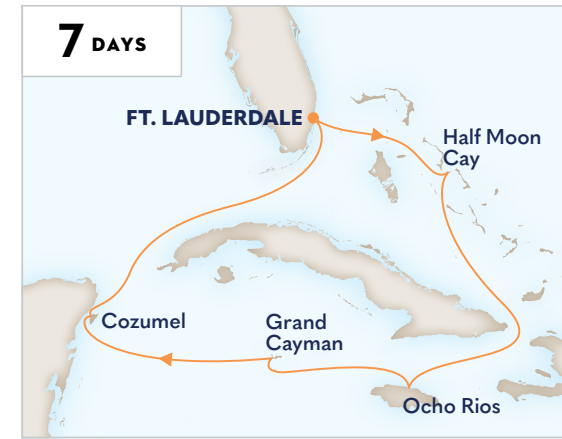 7 DAYS
FT. LAUDERDALE
Half Moon
Cay
Cozumel
Grand
Cayman
Ocho Rios